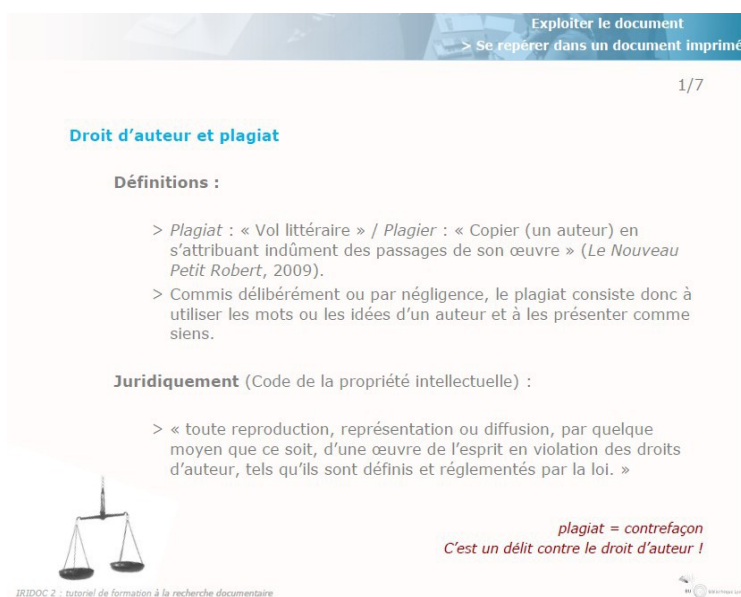 Exploiter le document
> Se repérer dans un document imprimé
1/7
Droit d’auteur et plagiat
Définitions :
> Plagiat : « Vol littéraire » / Plagier : « Copier (un auteur) en
s’attribuant indûment des passages de son œuvre » (Le Nouveau
Petit Robert, 2009).
> Commis délibérément ou par négligence, le plagiat consiste donc à
utiliser les mots ou les idées d’un auteur et à les présenter comme
siens.
Juridiquement (Code de la propriété intellectuelle) :
> « toute reproduction, représentation ou diffusion, par quelque
moyen que ce soit, d’une œuvre de l’esprit en violation des droits
d’auteur, tels qu’ils sont définis et réglementés par la loi. »
plagiat = contrefaçon
C’est un délit contre le droit d’auteur !
IRIDOC 2 : tutoriel de formation à la recherche documentaire